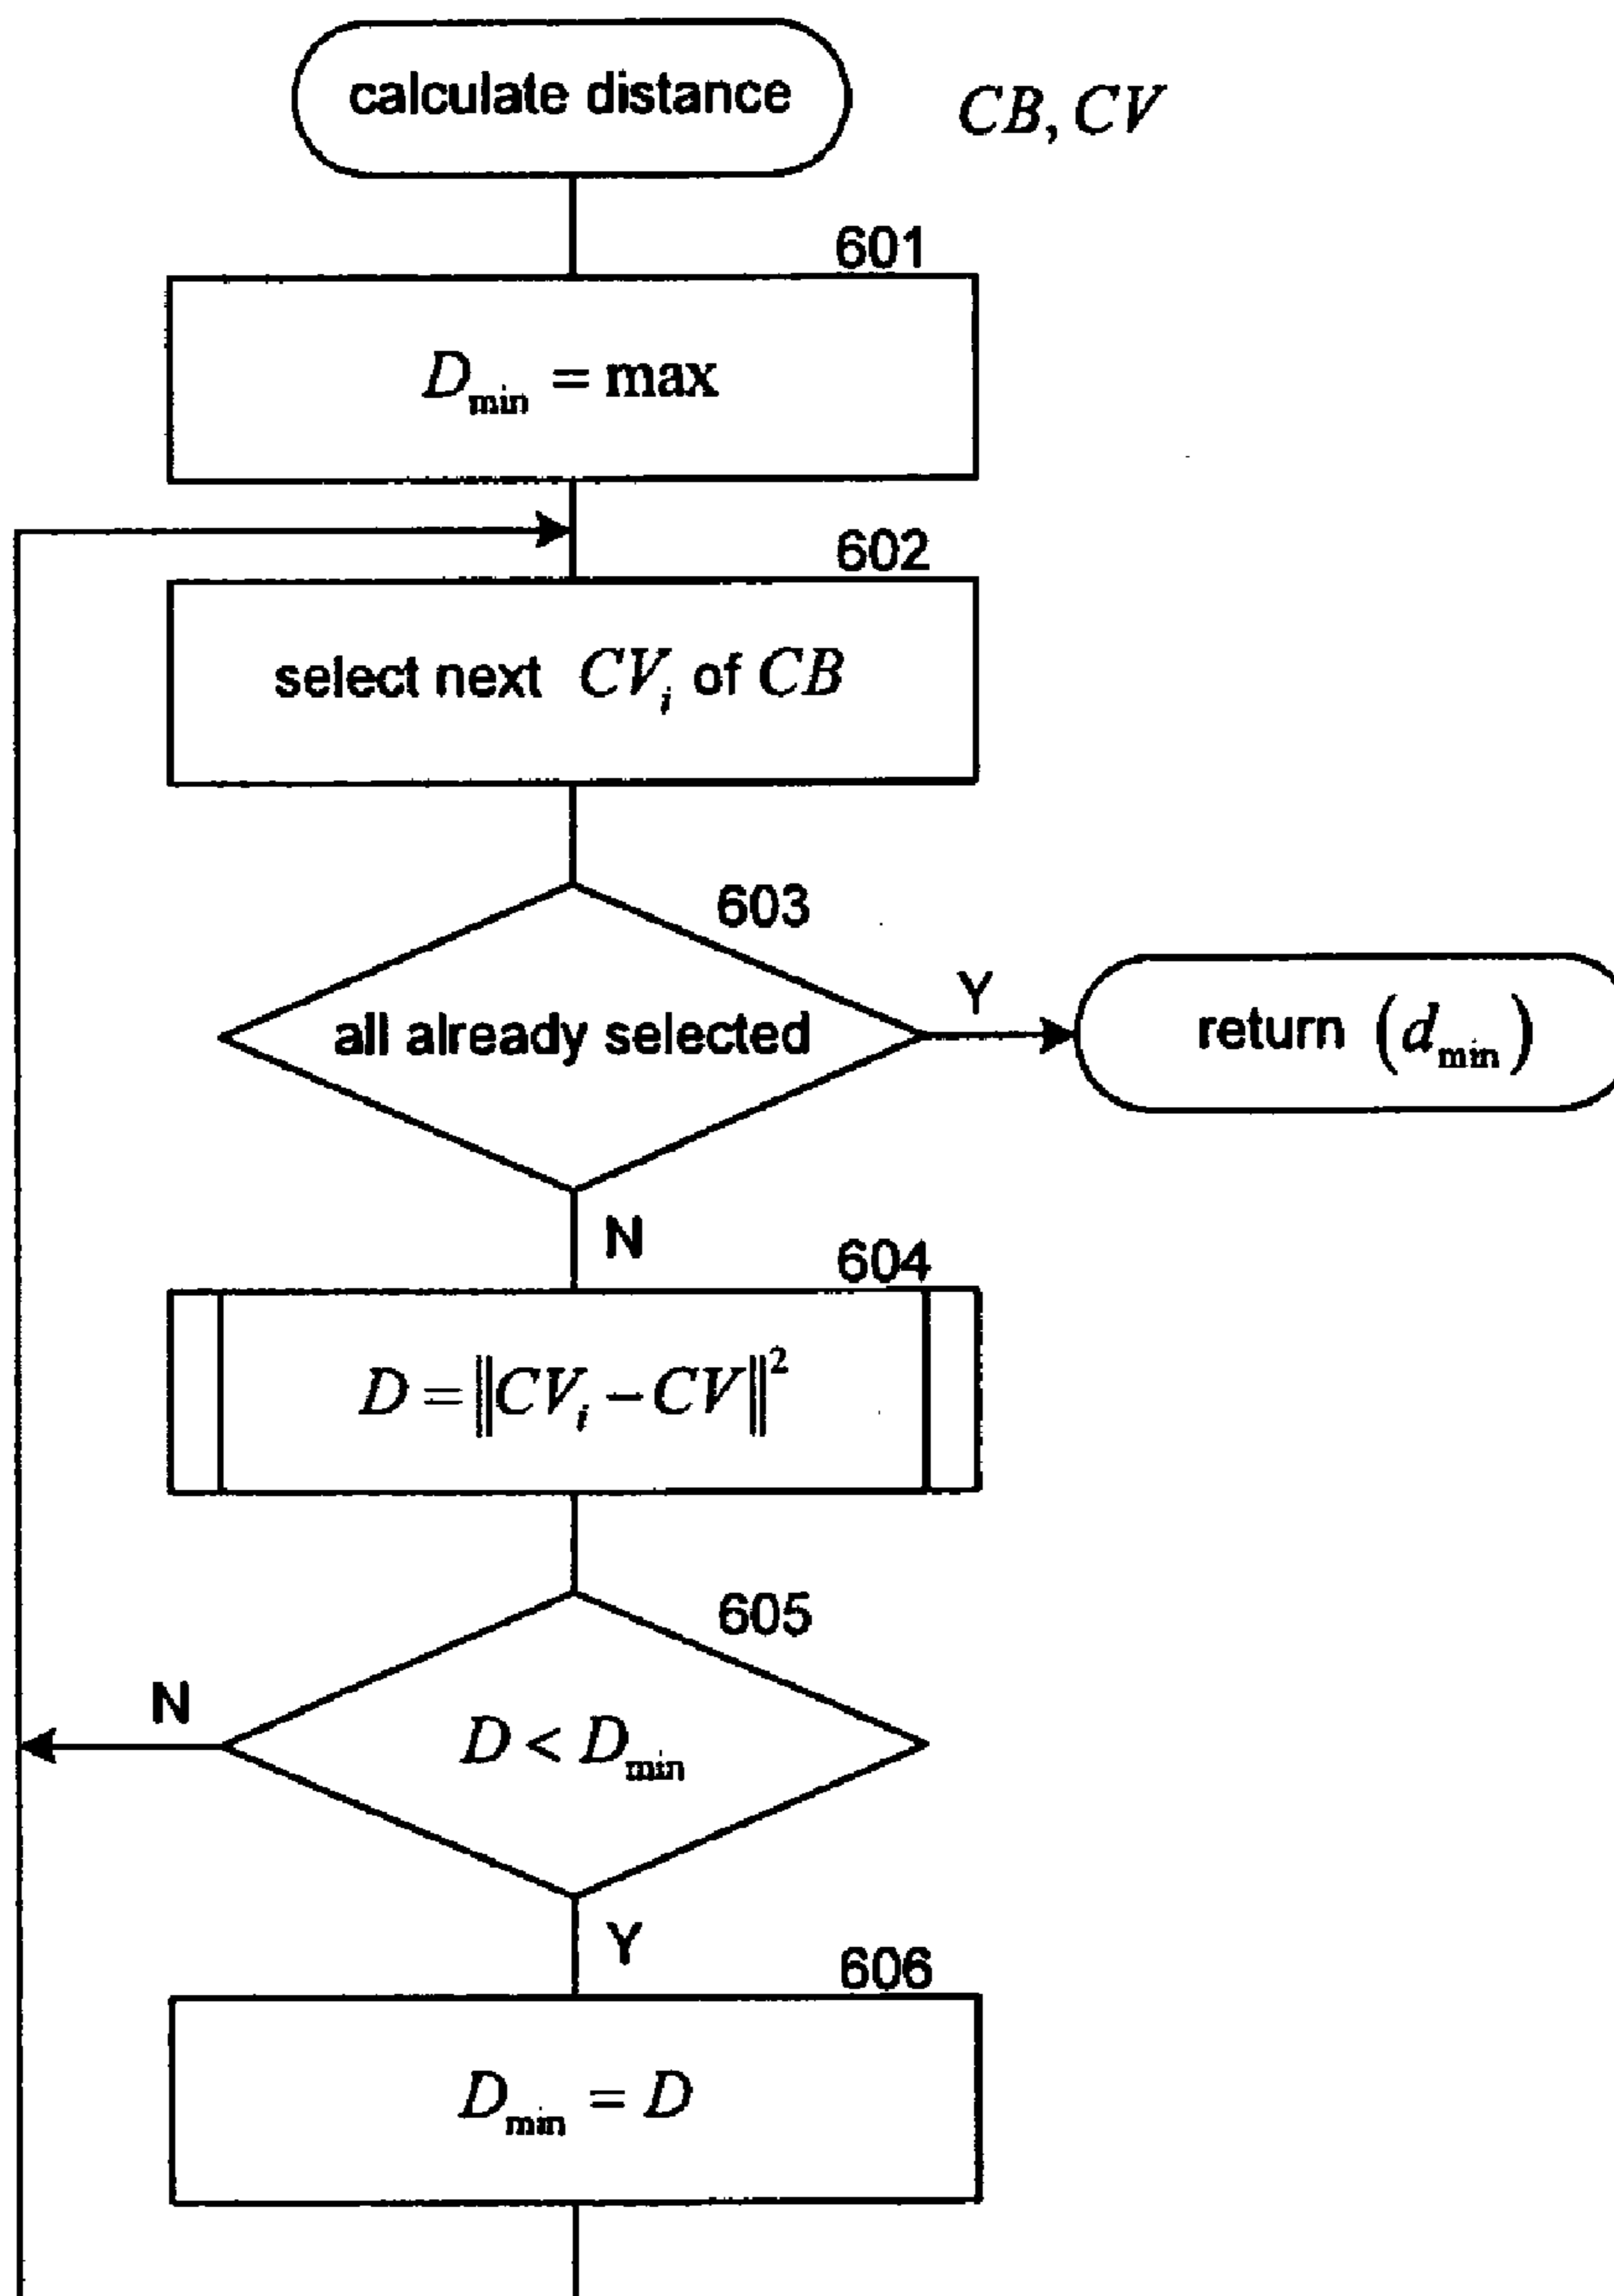 calculate distance
CB, CV
601
D_min = max
602
select next CV_i of CB
603
all already selected
Y
return (d_min)
N
604
D = ||CV_i - CV||^2
605
N
D < D_min
Y
606
D_min = D